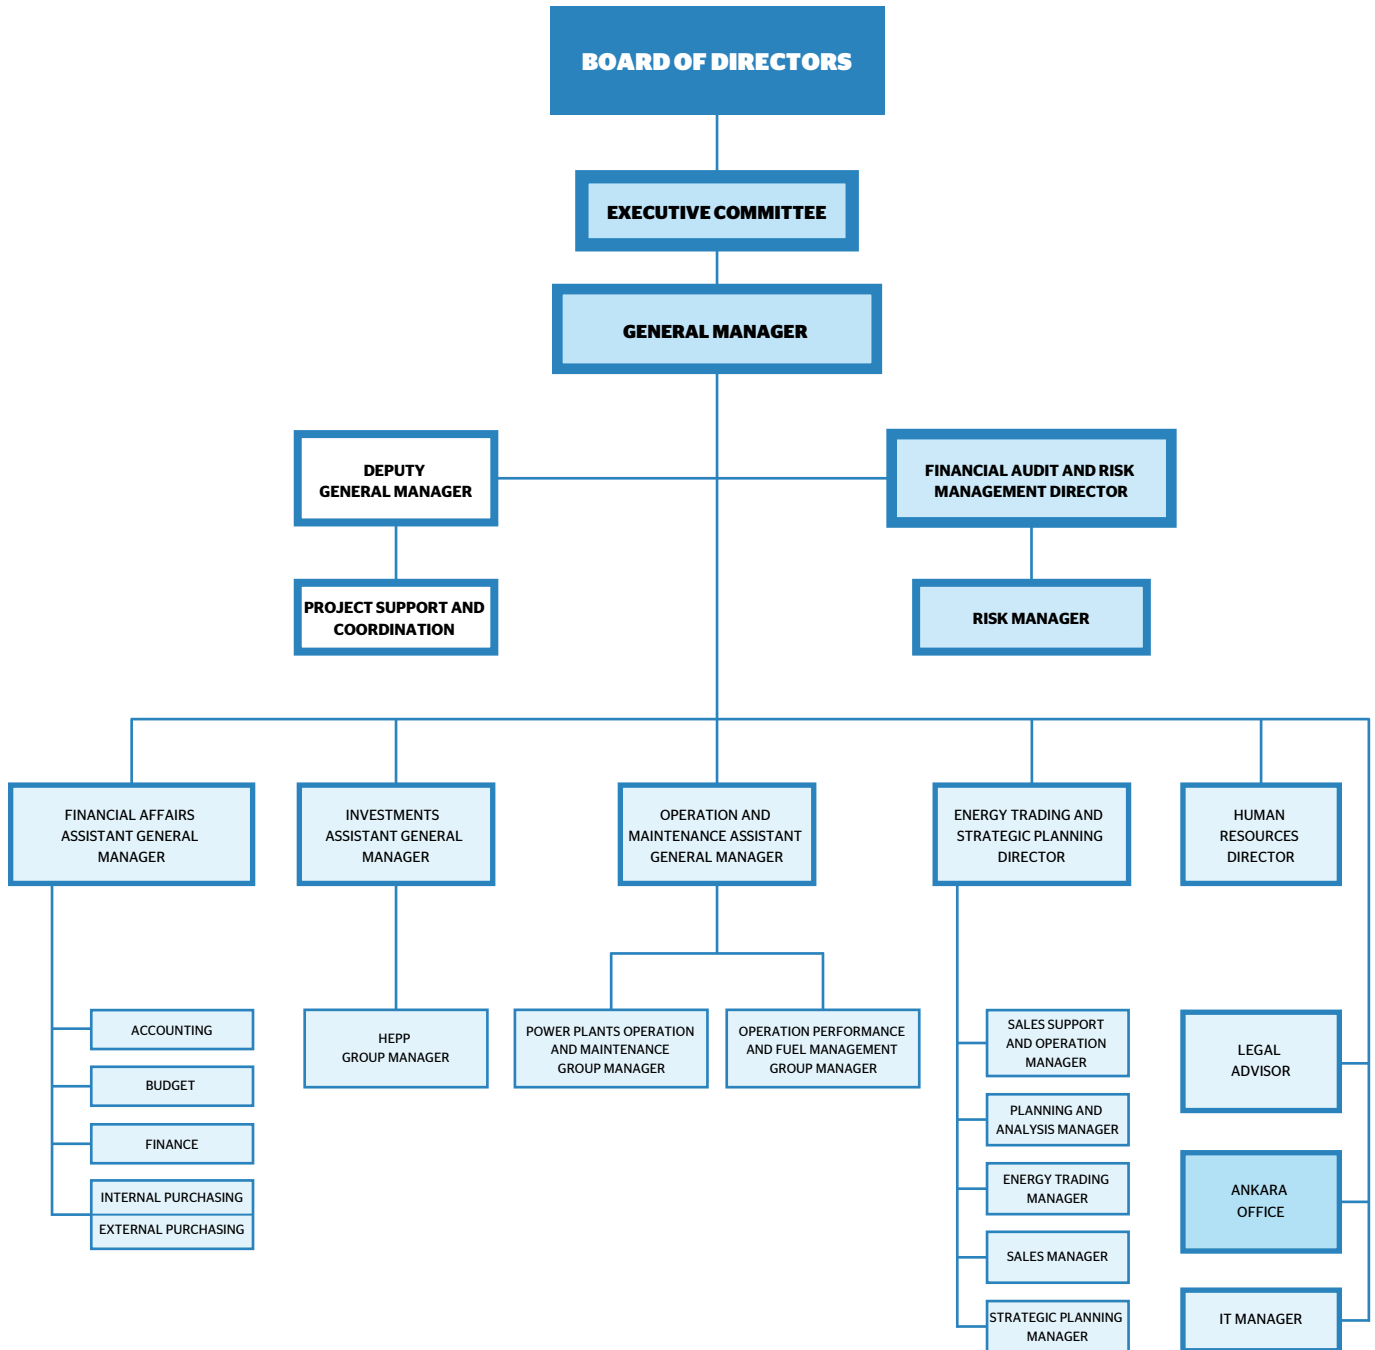 BOARD OF DIRECTORS
EXECUTIVE COMMITTEE
GENERAL MANAGER
DEPUTY
GENERAL MANAGER
FINANCIAL AUDIT AND RISK
MANAGEMENT DIRECTOR
PROJECT SUPPORT AND
COORDINATION
RISK MANAGER
FINANCIAL AFFAIRS
ASSISTANT GENERAL
MANAGER
INVESTMENTS
ASSISTANT GENERAL
MANAGER
OPERATION AND
MAINTENANCE ASSISTANT
GENERAL MANAGER
ENERGY TRADING AND
STRATEGIC PLANNING
DIRECTOR
HUMAN
RESOURCES
DIRECTOR
ACCOUNTING
BUDGET
FINANCE
INTERNAL PURCHASING
EXTERNAL PURCHASING
HEPP
GROUP MANAGER
POWER PLANTS OPERATION
AND MAINTENANCE
GROUP MANAGER
OPERATION PERFORMANCE
AND FUEL MANAGEMENT
GROUP MANAGER
SALES SUPPORT
AND OPERATION
MANAGER
PLANNING AND
ANALYSIS MANAGER
ENERGY TRADING
MANAGER
SALES MANAGER
STRATEGIC PLANNING
MANAGER
LEGAL
ADVISOR
ANKARA
OFFICE
IT MANAGER